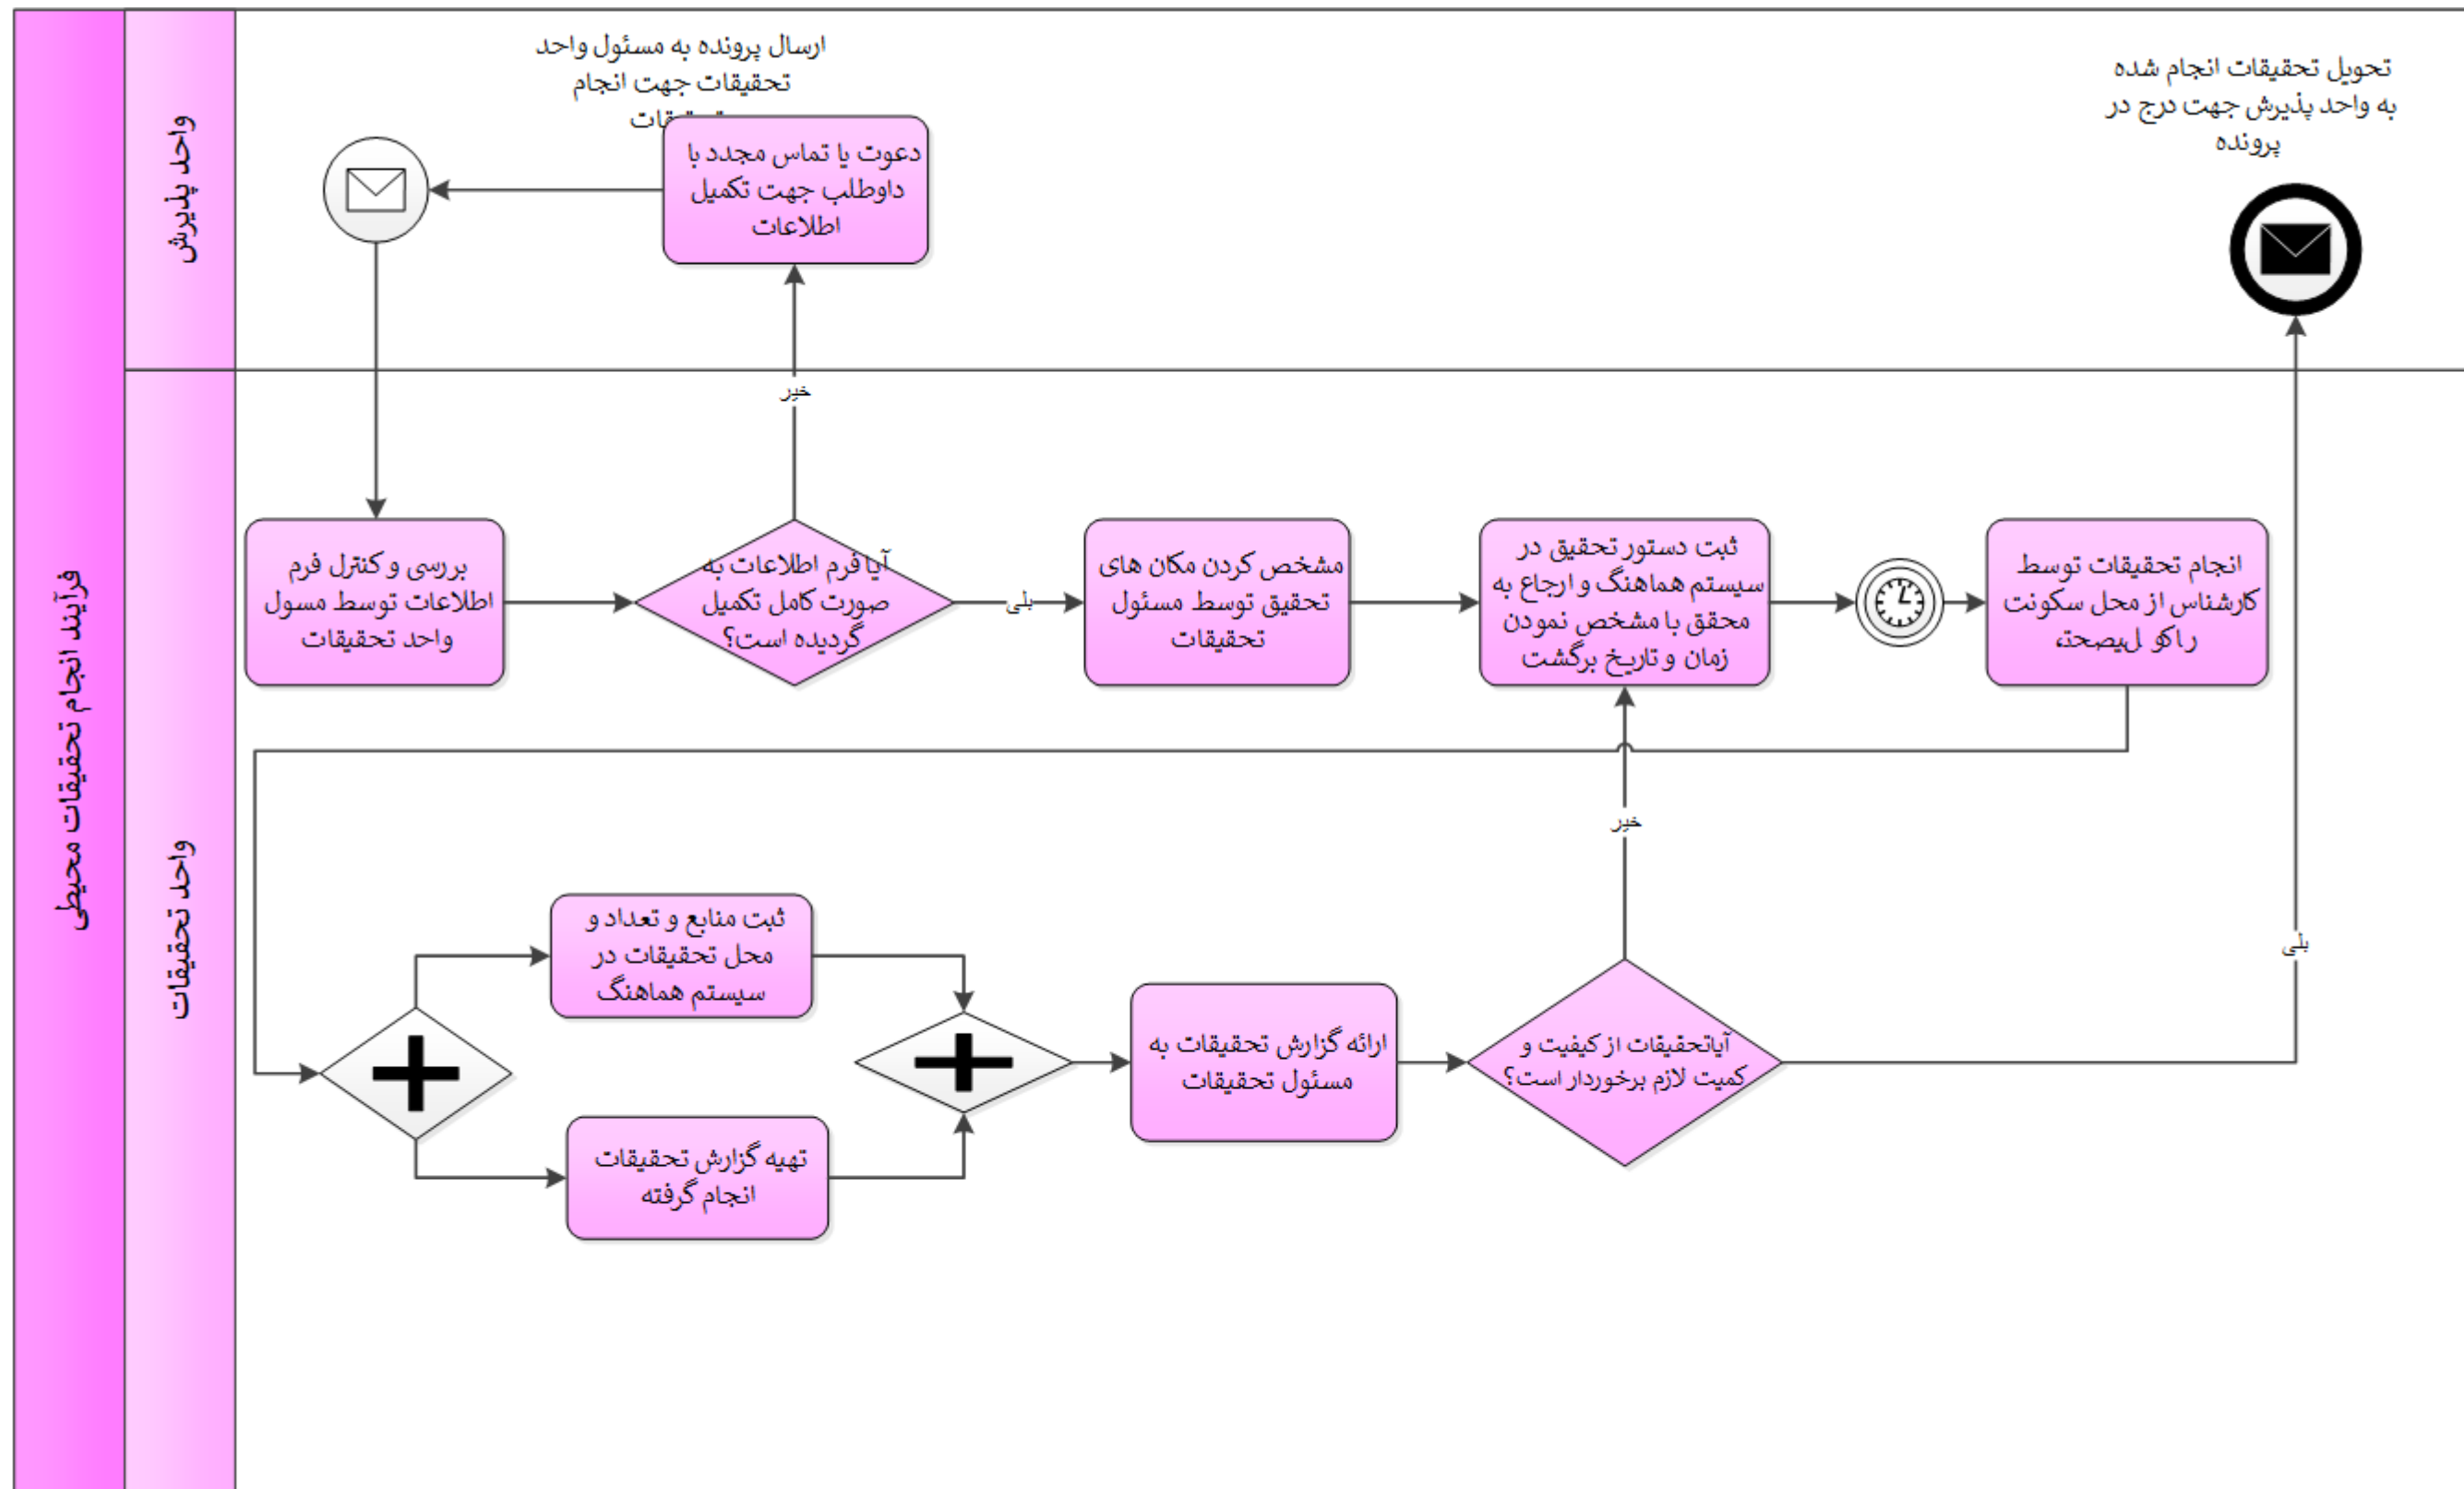 فرآیند انجام تحقیقات محیطی
واحد پذیرش
واحد تحقیقات
ارسال پرونده به مسئول واحد
تحقیقات جهت انجام
دعوت یا تماس مجدد با
داوطلب جهت تکمیل
اطلاعات
تحویل تحقیقات انجام شده
به واحد پذیرش جهت درج در
پرونده
خیر
بررسی و کنترل فرم
اطلاعات توسط مسول
واحد تحقیقات
آیا فرم اطلاعات به
صورت کامل تکمیل
گردیده است؟
بلی
مشخص کردن مکان های
تحقیق توسط مسئول
تحقیقات
ثبت دستور تحقیق در
سیستم هماهنگ و ارجاع به
محقق با مشخص نمودن
زمان و تاریخ برگشت
انجام تحقیقات توسط
کارشناس از محل سکونت
خیر
بلی
ثبت منابع و تعداد و
محل تحقیقات در
سیستم هماهنگ
تهیه گزارش تحقیقات
انجام گرفته
ارائه گزارش تحقیقات به
مسئول تحقیقات
آیاتحقیقات از کیفیت و
کمیت لازم برخوردار است؟